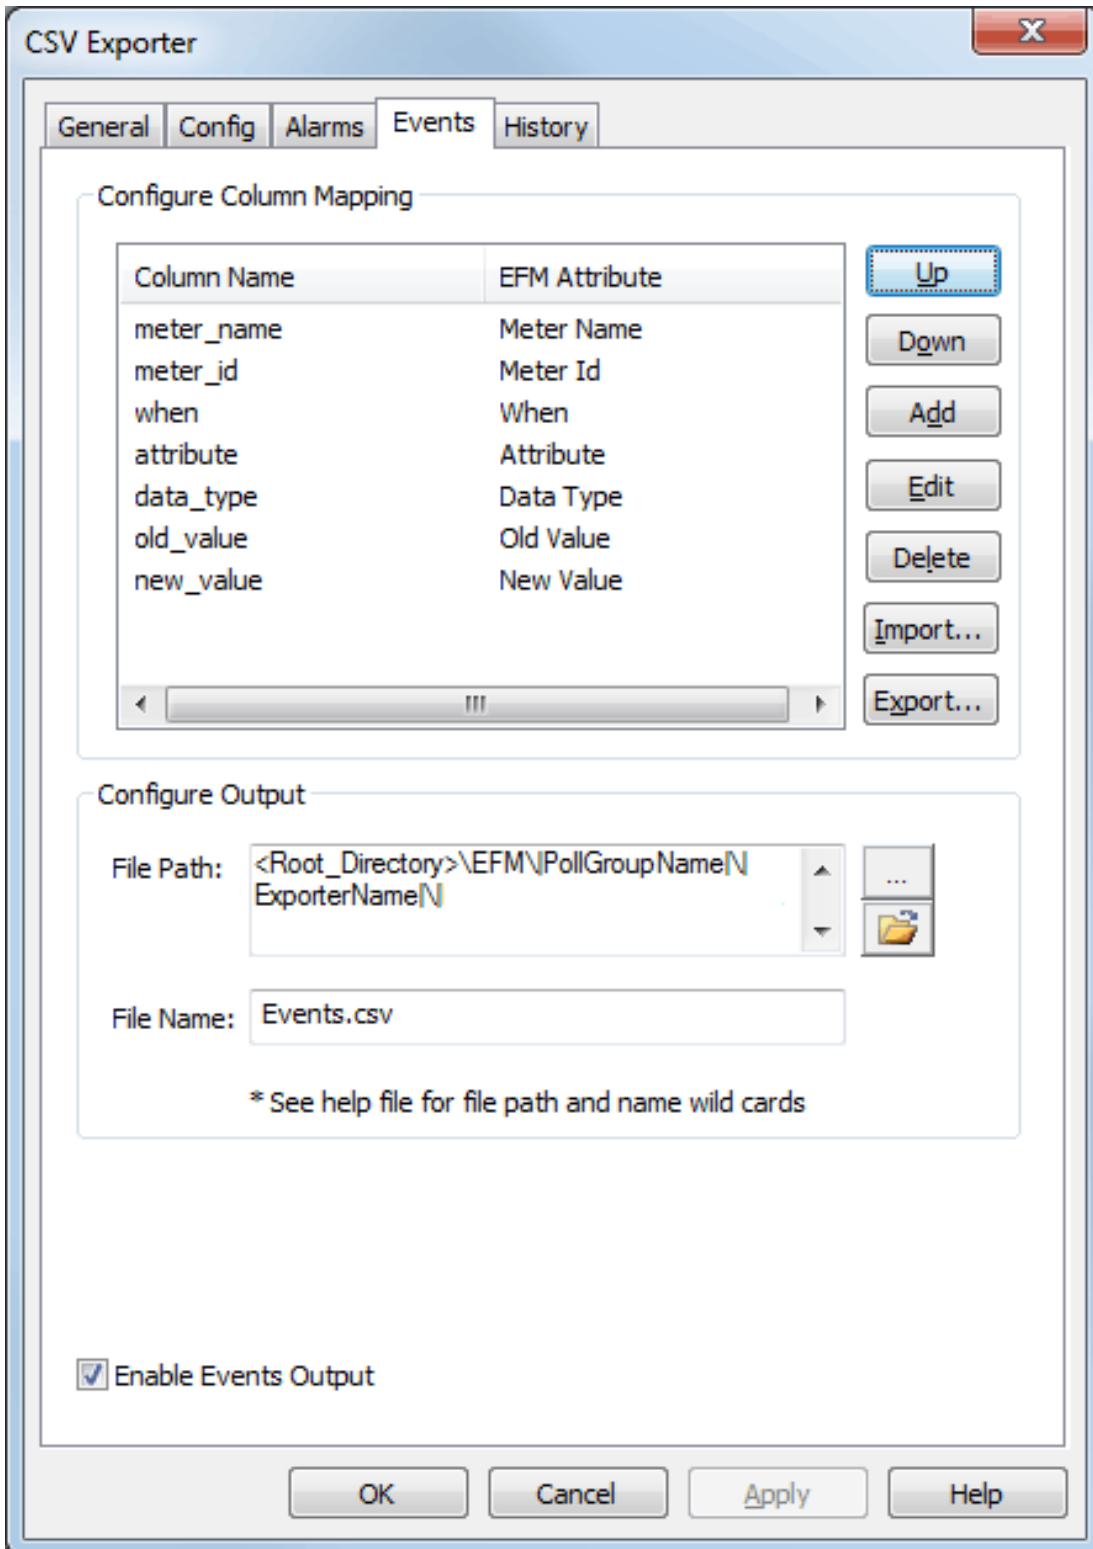 CSV Exporter
General Config Alarms Events History
Configure Column Mapping
Column Name EFM Attribute
meter_name Meter Name
meter_id Meter Id
when When
attribute Attribute
data_type Data Type
old_value Old Value
new_value New Value
Up
Down
Add
Edit
Delete
Import...
Export...
Configure Output
File Path: <Root_Directory>\EFM\|PollGroupName|\|
ExporterName|\|
...
File Name: Events.csv
* See help file for file path and name wild cards
Enable Events Output
OK Cancel Apply Help